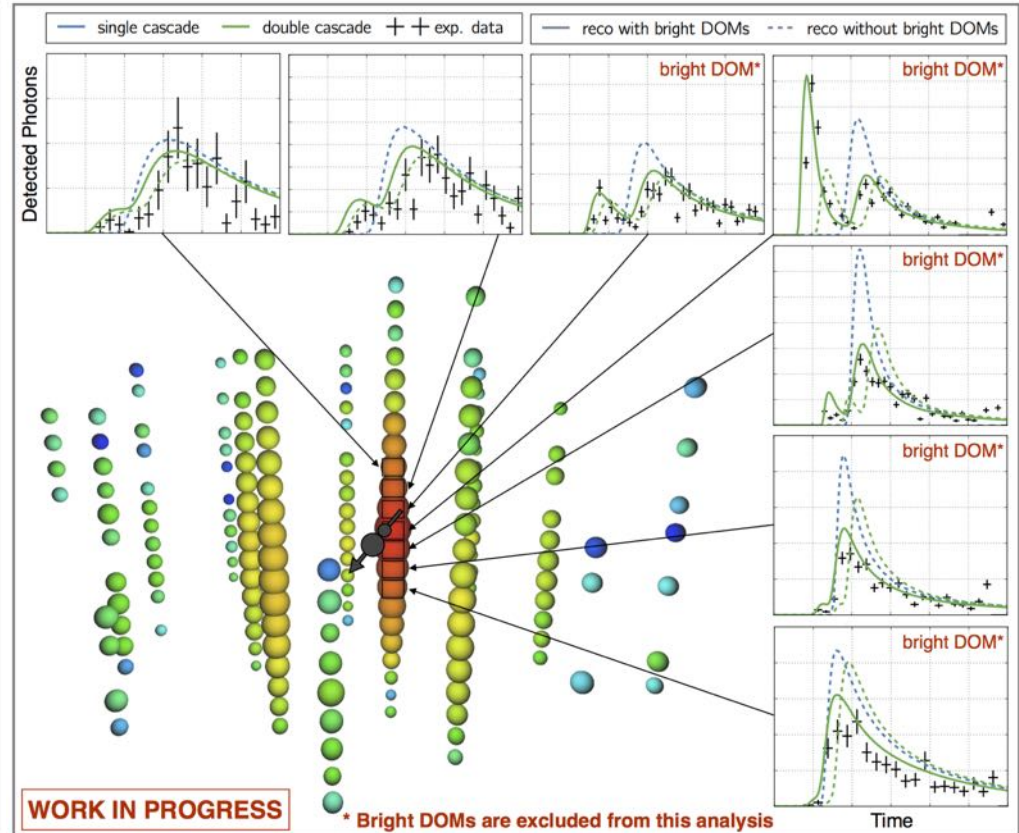 single cascade double cascade exp. data
reco with bright DOMs reco without bright DOMs
Detected Photons
bright DOM*
bright DOM*
bright DOM*
bright DOM*
bright DOM*
WORK IN PROGRESS
* Bright DOMs are excluded from this analysis
Time